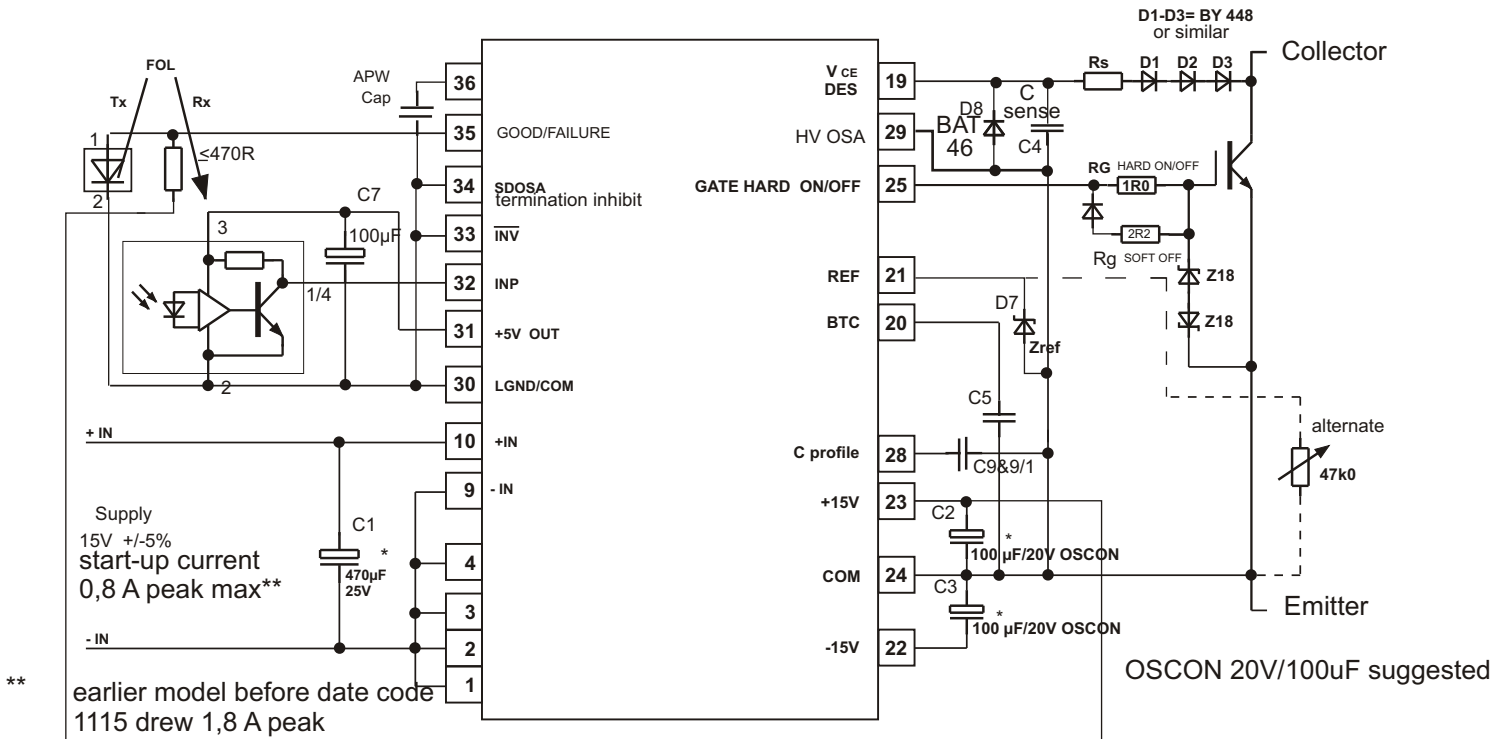 D1-D3= BY 448
or similar
Collector
Rs
D1
D2
D3
FOL
Tx
Rx
APW
Cap
36
35
GOOD/FAILURE
34
SDOSA
termination inhibit
33
INV
32
INP
31
+5V OUT
30
LGND/COM
10
+IN
9
- IN
4
3
2
1
V CE
DES
19
HV OSA
29
GATE HARD ON/OFF
25
REF
21
BTC
20
C profile
28
+15V
23
COM
24
-15V
22
1
2
≤470R
C7
100µF
3
1/4
2
+ IN
Supply
15V +/-5%
start-up current
0,8 A peak max**
- IN
C1
*
470µF
25V
**
earlier model before date code
1115 drew 1,8 A peak
D8
BAT
46
C
sense
C4
RG HARD ON/OFF
1R0
2R2
Rg SOFT OFF
Z18
Z18
D7
Zref
C5
C9&9/1
C2
*
100 µF/20V OSCON
C3
*
100 µF/20V OSCON
alternate
47k0
Emitter
OSCON 20V/100uF suggested